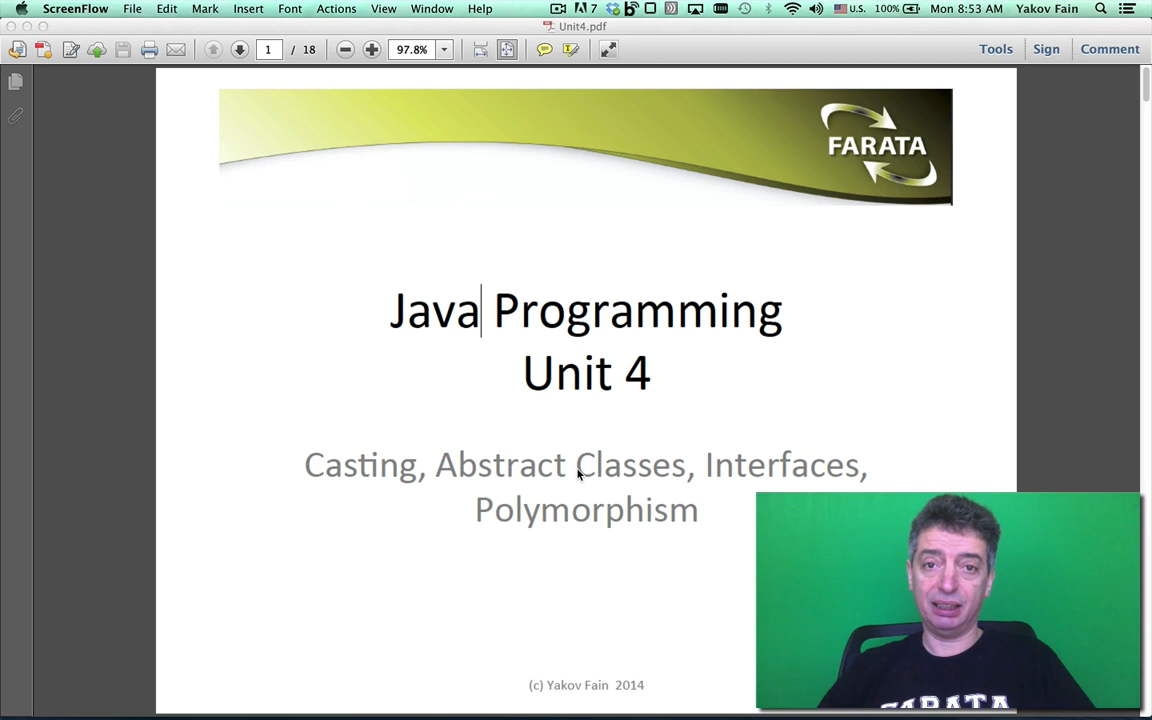 ScreenFlow File Edit Mark Insert Font Actions View Window Help 7 U.S. 100% Mon 8:53 AM Yakov Fain
Unit4.pdf
1 / 18 97.8% Tools Sign Comment
FARATA
Java Programming
Unit 4
Casting, Abstract Classes, Interfaces,
Polymorphism
(c) Yakov Fain 2014
FARATA